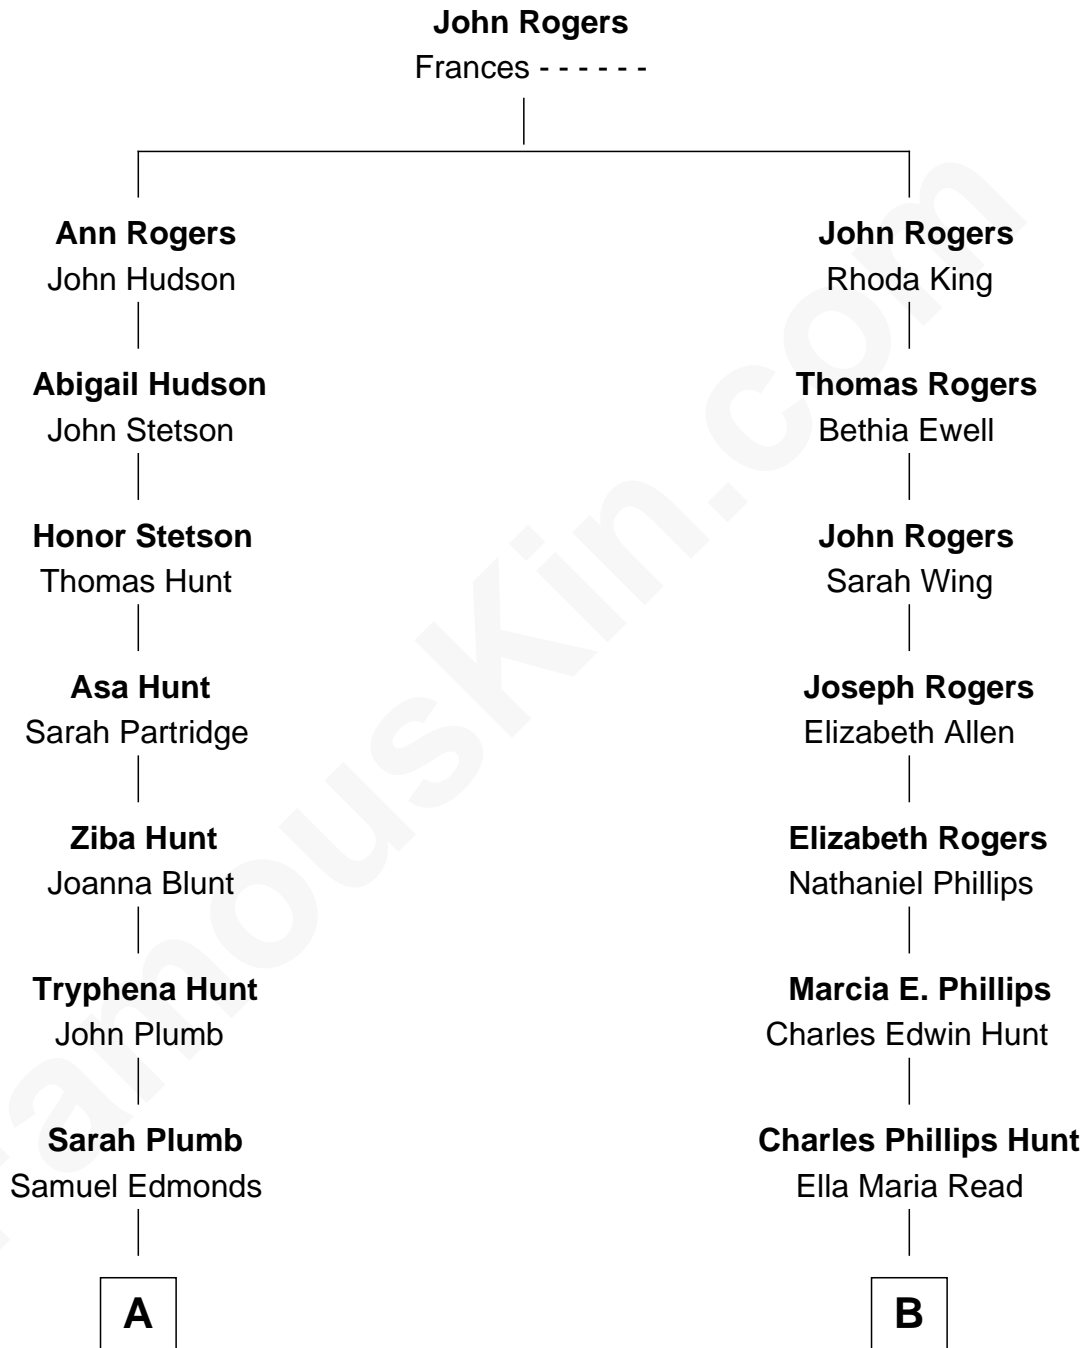 John Rogers
Frances - - - - - -
Ann Rogers
John Hudson
John Rogers
Rhoda King
Abigail Hudson
John Stetson
Thomas Rogers
Bethia Ewell
Honor Stetson
Thomas Hunt
John Rogers
Sarah Wing
Asa Hunt
Sarah Partridge
Joseph Rogers
Elizabeth Allen
Ziba Hunt
Joanna Blunt
Elizabeth Rogers
Nathaniel Phillips
Tryphena Hunt
John Plumb
Marcia E. Phillips
Charles Edwin Hunt
Sarah Plumb
Samuel Edmonds
Charles Phillips Hunt
Ella Maria Read
A
B
FamousKin.com